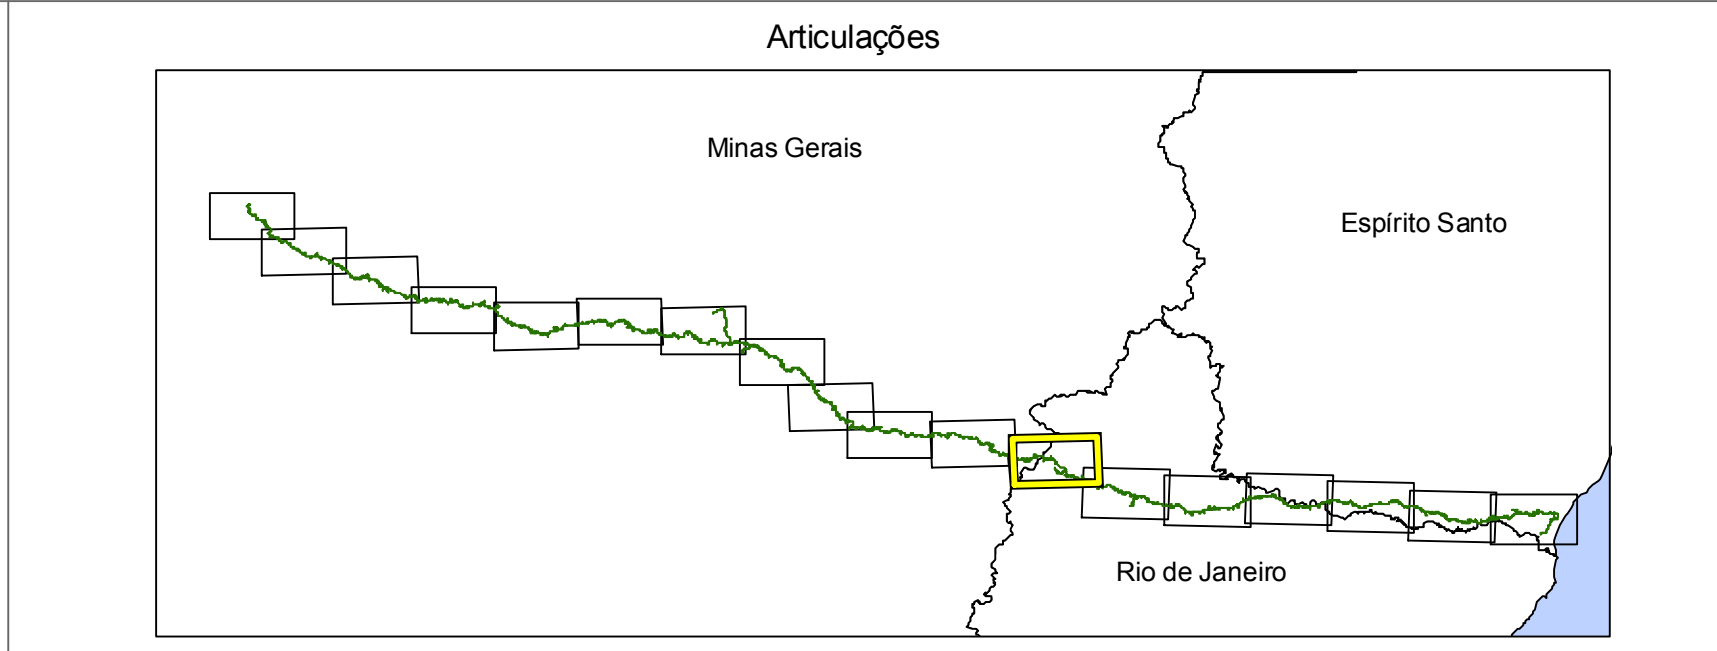 Articulações
Minas Gerais
Espírito Santo
Rio de Janeiro